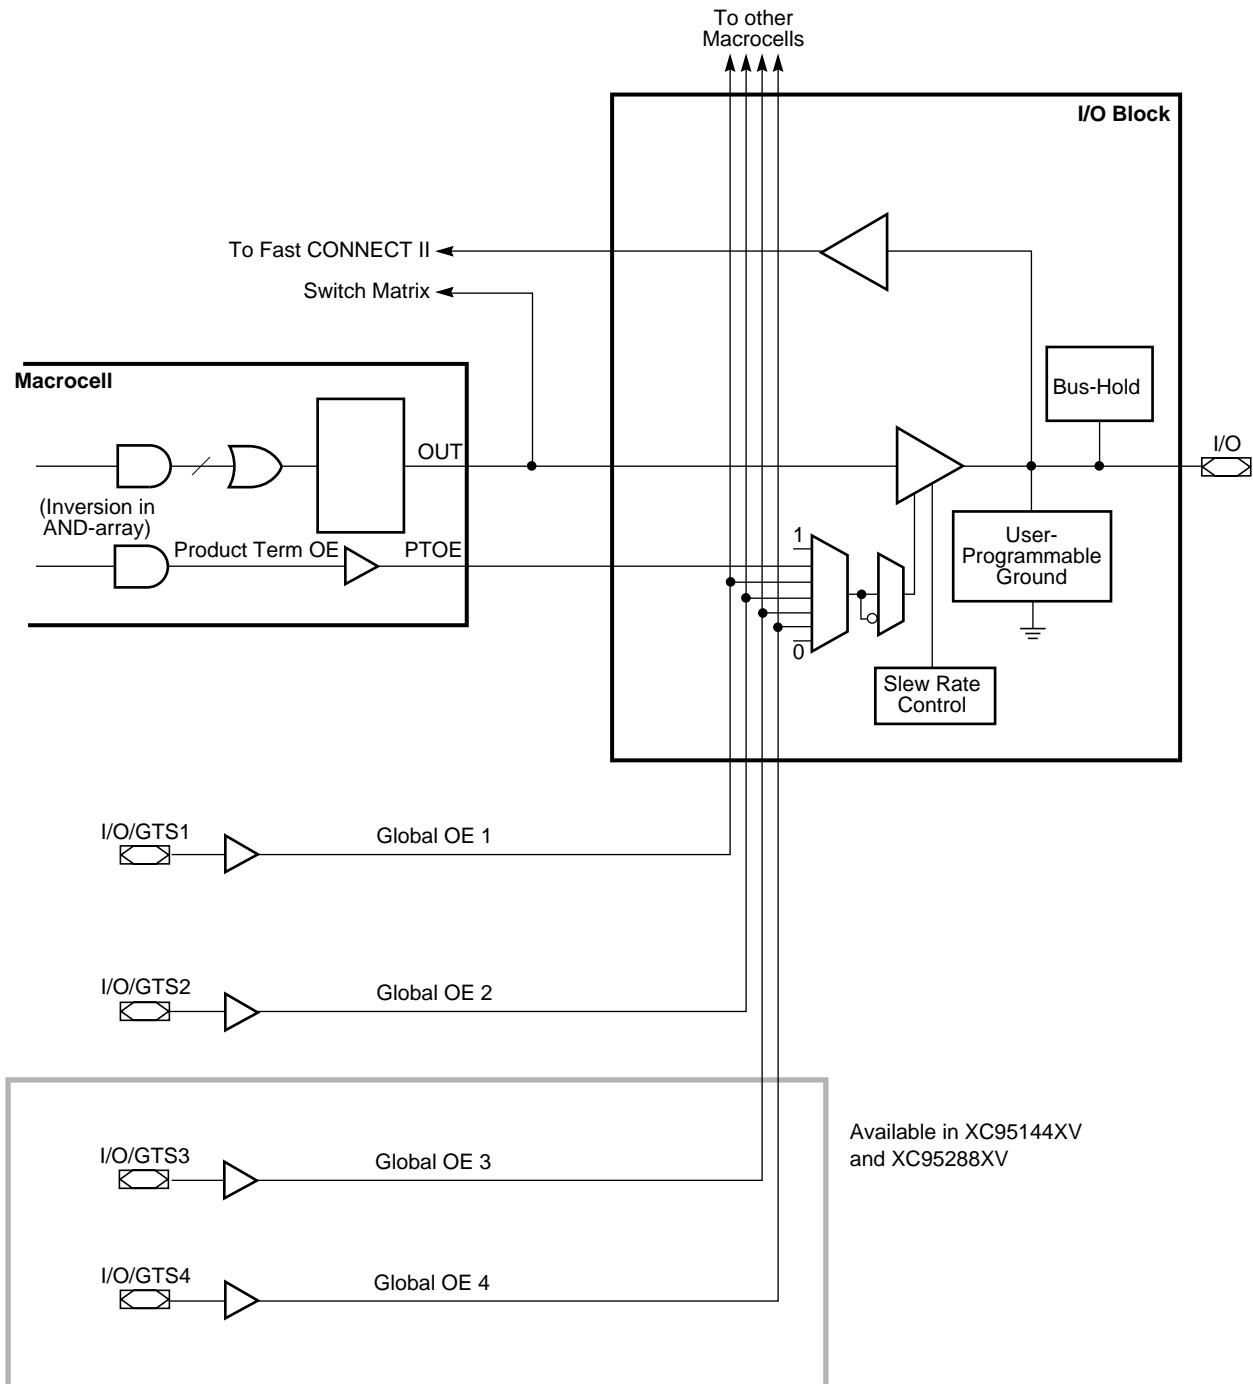 To other
Macrocells
I/O Block
To Fast CONNECT II
Switch Matrix
Macrocell
Bus-Hold
OUT
I/O
(Inversion in
AND-array)
Product Term OE
PTOE
1
User-
Programmable
Ground
0
Slew Rate
Control
I/O/GTS1
Global OE 1
I/O/GTS2
Global OE 2
Available in XC95144XV
and XC95288XV
I/O/GTS3
Global OE 3
I/O/GTS4
Global OE 4